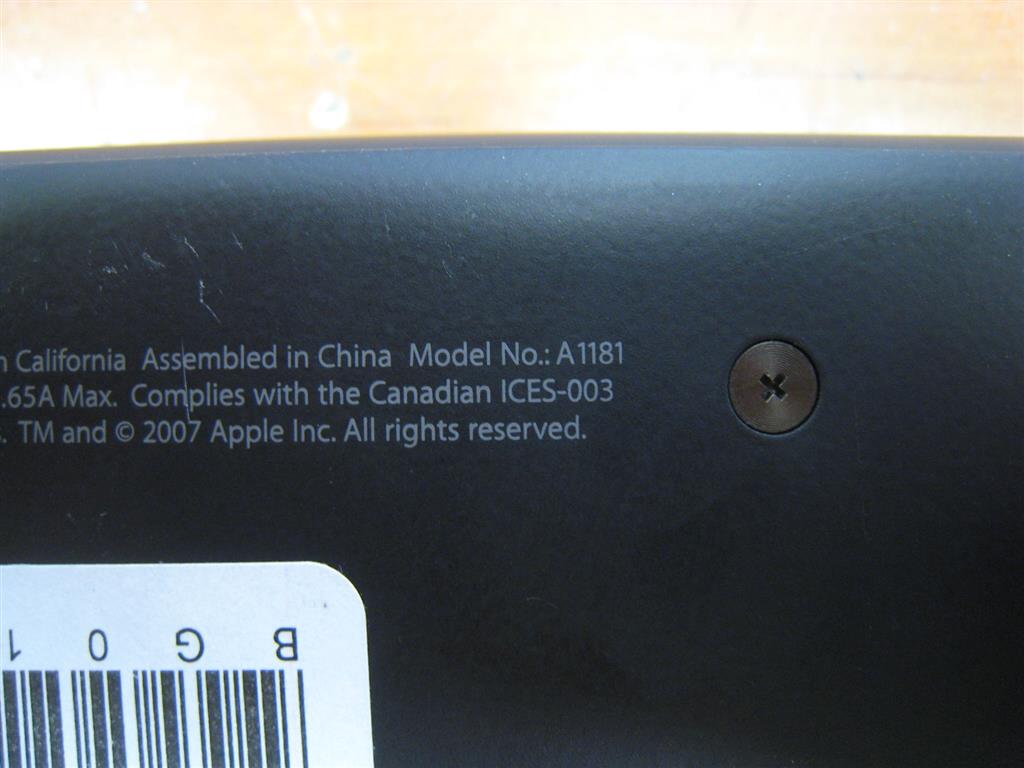 California Assembled in China Model No.: A1181
.65A Max. Complies with the Canadian ICES-003
TM and © 2007 Apple Inc. All rights reserved.
BG01